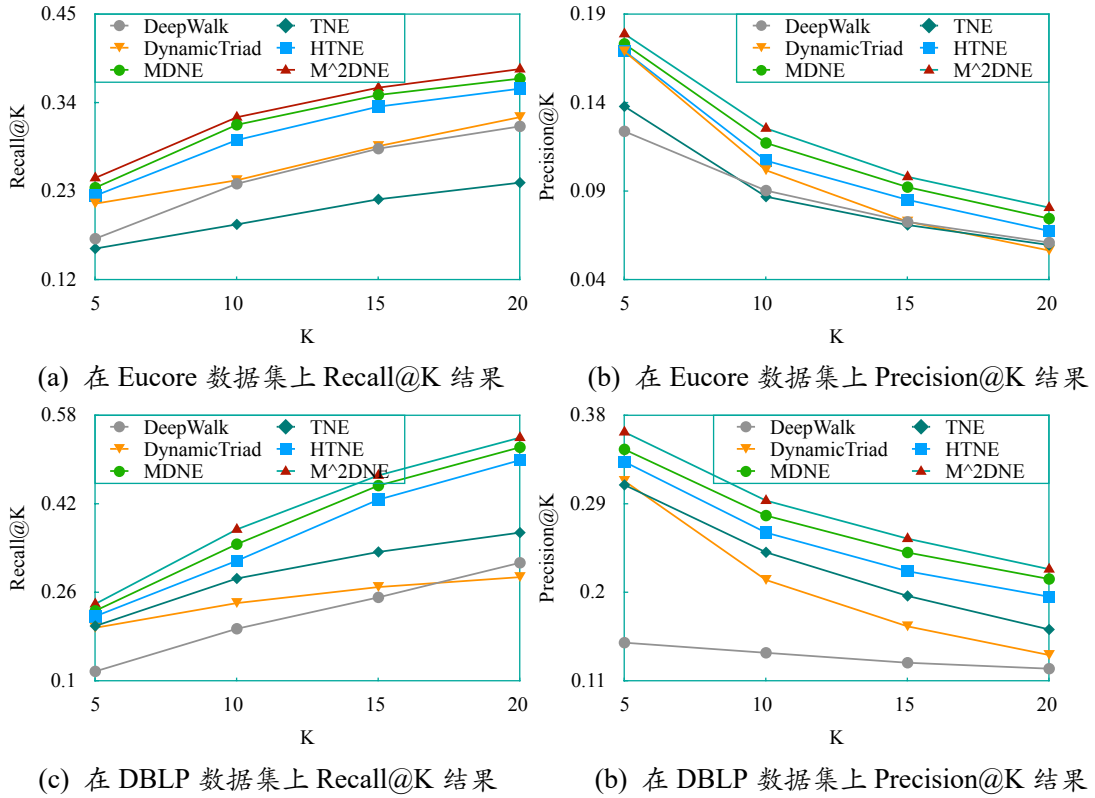 0.45
0.34
0.23
0.12
Recall@K
DeepWalk TNE
DynamicTriad HTNE
MDNE M^2DNE
5 10 15 20
K
(a) 在 Eucore 数据集上 Recall@K 结果
0.19
0.14
0.09
0.04
Precision@K
DeepWalk TNE
DynamicTriad HTNE
MDNE M^2DNE
5 10 15 20
K
(b) 在 Eucore 数据集上 Precision@K 结果
0.58
0.42
0.26
0.1
Recall@K
DeepWalk TNE
DynamicTriad HTNE
MDNE M^2DNE
5 10 15 20
K
(c) 在 DBLP 数据集上 Recall@K 结果
0.38
0.29
0.2
0.11
Precision@K
DeepWalk TNE
DynamicTriad HTNE
MDNE M^2DNE
5 10 15 20
K
(b) 在 DBLP 数据集上 Precision@K 结果